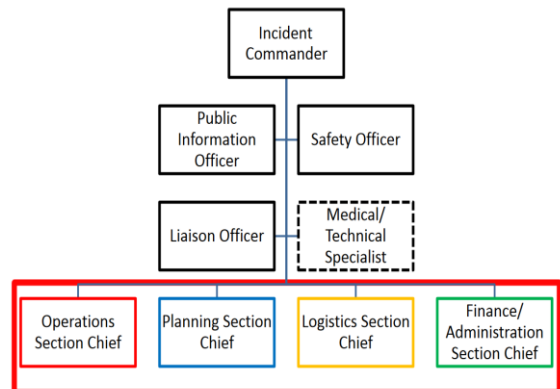 Incident
Commander
Public
Information
Officer
Safety Officer
Liaison Officer
Medical/
Technical
Specialist
Operations
Section Chief
Planning Section
Chief
Logistics Section
Chief
Finance/
Administration
Section Chief